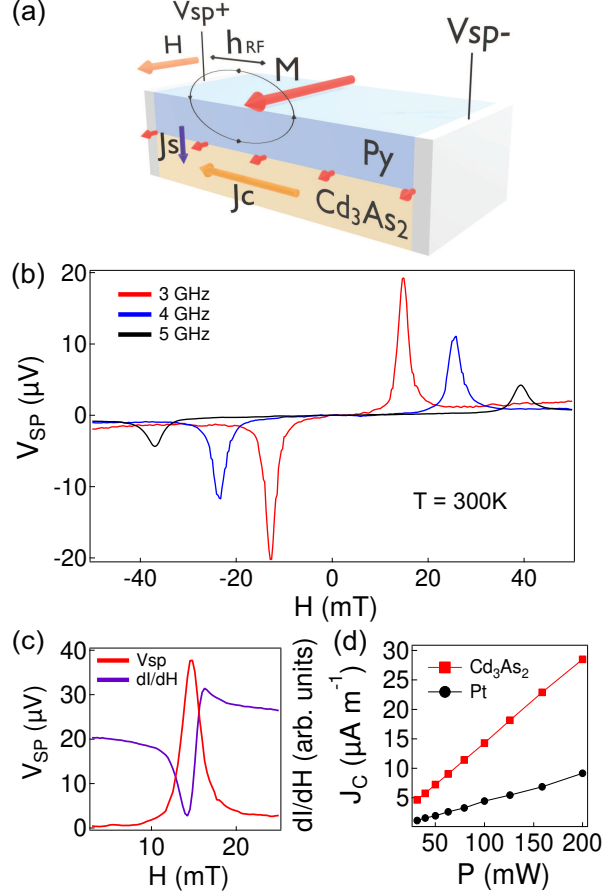 (a)
Vsp+
Vsp-
H
hRF
M
Js
Py
Jc
Cd₃As₂
(b)
20
10
0
-10
-20
VSP (μV)
3 GHz
4 GHz
5 GHz
T = 300K
-40
-20
0
20
40
H (mT)
(c)
40
30
20
10
0
VSP (μV)
Vsp
dI/dH
dI/dH (arb. units)
10
20
H (mT)
(d)
30
25
20
15
10
5
JC (μA m⁻¹)
Cd₃As₂
Pt
50
100
150
200
P (mW)